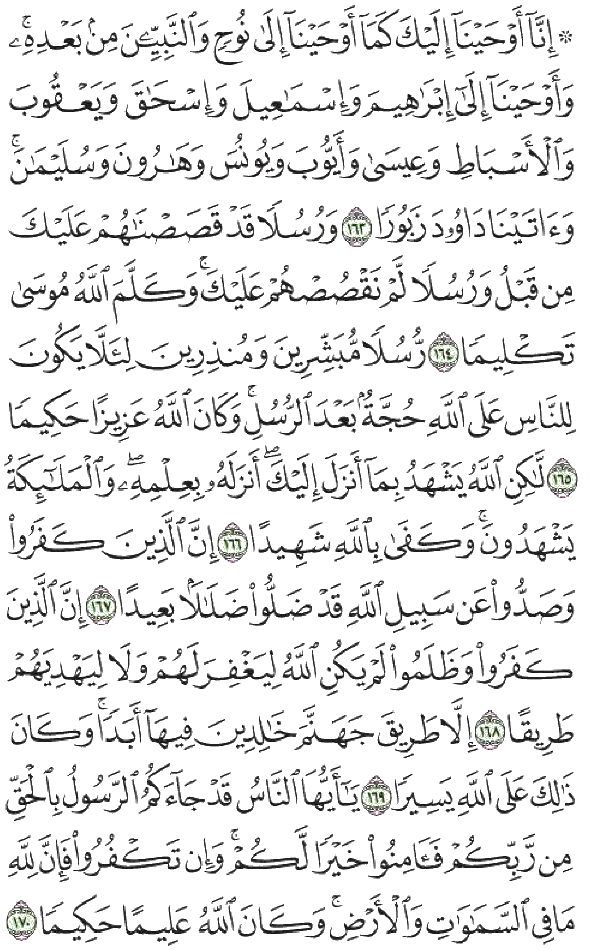 ۞ إِنَّآ أَوْحَيْنَآ إِلَيْكَ كَمَآ أَوْحَيْنَآ إِلَىٰ نُوحٍ وَٱلنَّبِيِّۦنَ مِنۢ بَعْدِهِۦ ۚ
وَأَوْحَيْنَآ إِلَىٰٓ إِبْرَٰهِيمَ وَإِسْمَٰعِيلَ وَإِسْحَٰقَ وَيَعْقُوبَ
وَٱلْأَسْبَاطِ وَعِيسَىٰ وَأَيُّوبَ وَيُونُسَ وَهَٰرُونَ وَسُلَيْمَٰنَ ۚ
وَءَاتَيْنَا دَاوُۥدَ زَبُورًا ١٦٣ وَرُسُلًا قَدْ قَصَصْنَٰهُمْ عَلَيْكَ
مِن قَبْلُ وَرُسُلًا لَّمْ نَقْصُصْهُمْ عَلَيْكَ ۚ وَكَلَّمَ ٱللَّهُ مُوسَىٰ
تَكْلِيمًا ١٦٤ رُّسُلًا مُّبَشِّرِينَ وَمُنذِرِينَ لِئَلَّا يَكُونَ
لِلنَّاسِ عَلَى ٱللَّهِ حُجَّةٌۢ بَعْدَ ٱلرُّسُلِ ۚ وَكَانَ ٱللَّهُ عَزِيزًا حَكِيمًا
١٦٥ لَّٰكِنِ ٱللَّهُ يَشْهَدُ بِمَآ أَنزَلَ إِلَيْكَ ۖ أَنزَلَهُۥ بِعِلْمِهِۦ ۖ وَٱلْمَلَٰٓئِكَةُ
يَشْهَدُونَ ۚ وَكَفَىٰ بِٱللَّهِ شَهِيدًا ١٦٦ إِنَّ ٱلَّذِينَ كَفَرُوا۟
وَصَدُّوا۟ عَن سَبِيلِ ٱللَّهِ قَدْ ضَلُّوا۟ ضَلَٰلًۢا بَعِيدًا ١٦٧ إِنَّ ٱلَّذِينَ
كَفَرُوا۟ وَظَلَمُوا۟ لَمْ يَكُنِ ٱللَّهُ لِيَغْفِرَ لَهُمْ وَلَا لِيَهْدِيَهُمْ
طَرِيقًا ١٦٨ إِلَّا طَرِيقَ جَهَنَّمَ خَٰلِدِينَ فِيهَآ أَبَدًا ۚ وَكَانَ
ذَٰلِكَ عَلَى ٱللَّهِ يَسِيرًا ١٦٩ يَٰٓأَيُّهَا ٱلنَّاسُ قَدْ جَآءَكُمُ ٱلرَّسُولُ بِٱلْحَقِّ
مِن رَّبِّكُمْ فَـَٔامِنُوا۟ خَيْرًا لَّكُمْ ۚ وَإِن تَكْفُرُوا۟ فَإِنَّ لِلَّهِ
مَا فِى ٱلسَّمَٰوَٰتِ وَٱلْأَرْضِ ۚ وَكَانَ ٱللَّهُ عَلِيمًا حَكِيمًا ١٧٠